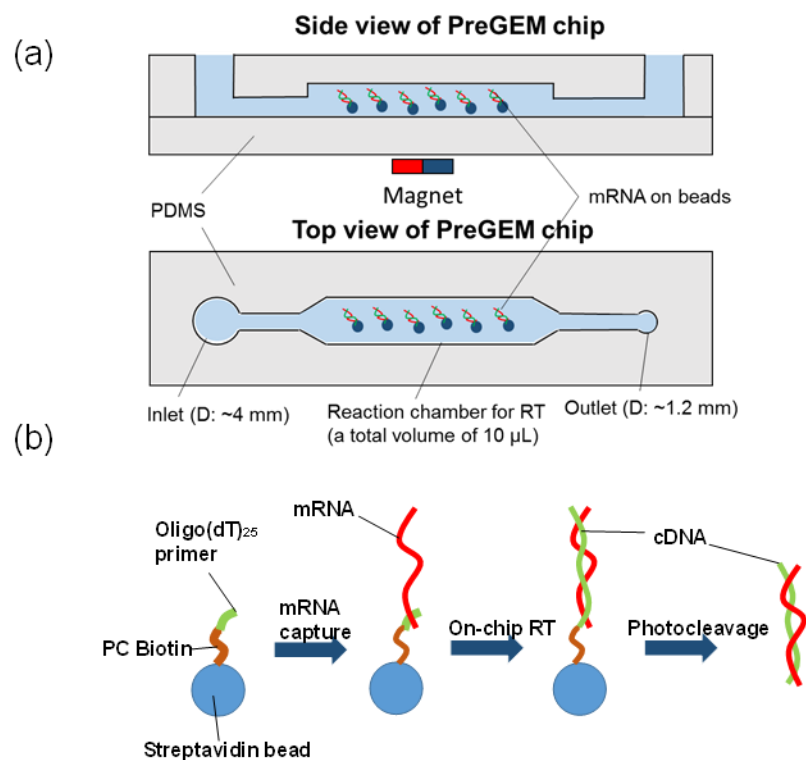 (a)
Side view of PreGEM chip
Magnet
PDMS
mRNA on beads
Top view of PreGEM chip
Inlet (D: ~4 mm)
Reaction chamber for RT
(a total volume of 10 µL)
Outlet (D: ~1.2 mm)
(b)
Oligo(dT)₂₅
primer
mRNA
cDNA
PC Biotin
mRNA
capture
On-chip RT
Photocleavage
Streptavidin bead